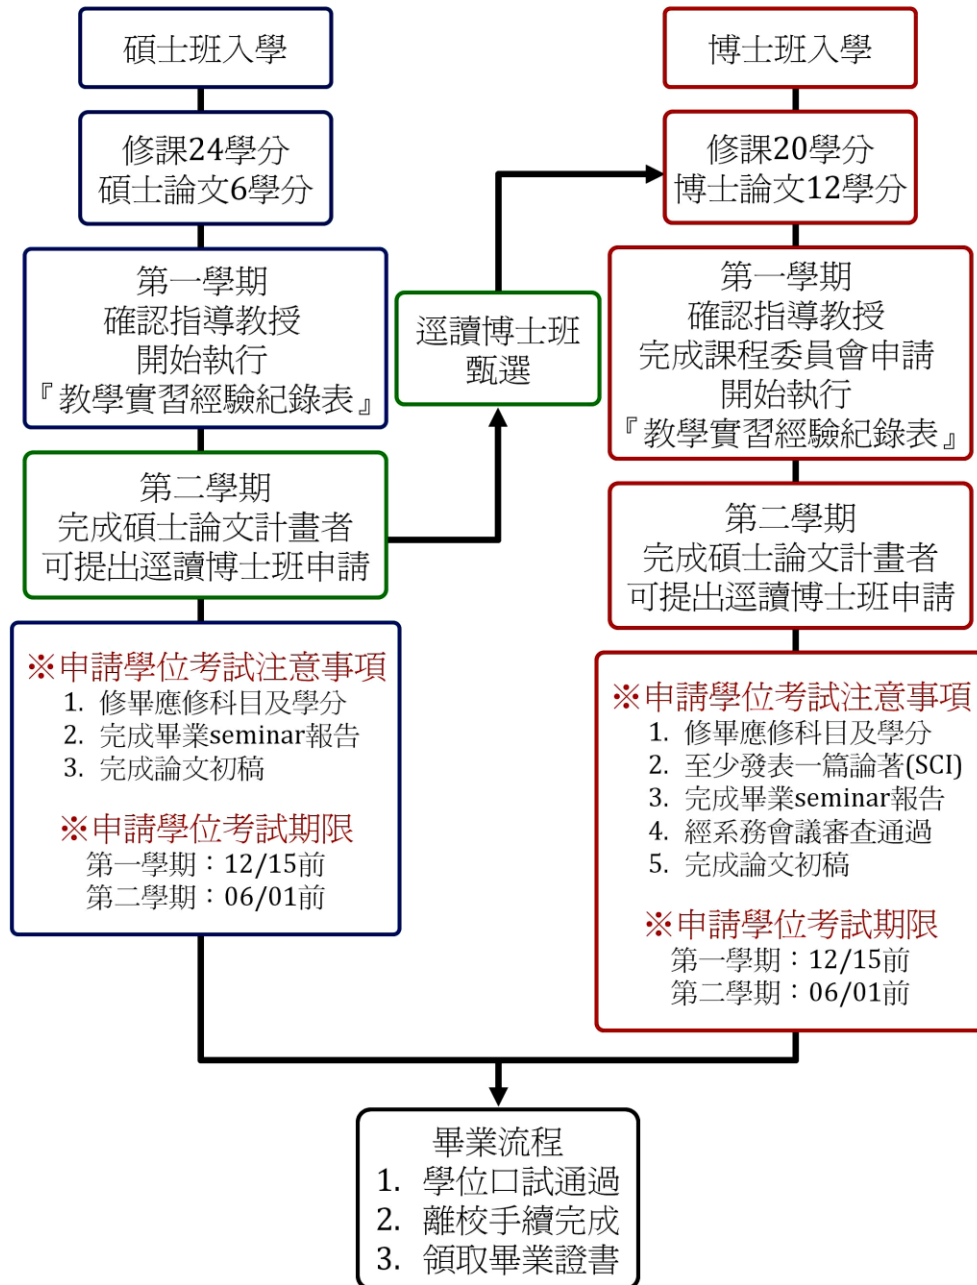 碩士班入學
修課24學分
碩士論文6學分
第一學期
確認指導教授
開始執行
『教學實習經驗紀錄表』
第二學期
完成碩士論文計畫者
可提出逕讀博士班申請
※申請學位考試注意事項
1. 修畢應修科目及學分
2. 完成畢業seminar報告
3. 完成論文初稿
※申請學位考試期限
第一學期：12/15前
第二學期：06/01前
逕讀博士班
甄選
博士班入學
修課20學分
博士論文12學分
第一學期
確認指導教授
完成課程委員會申請
開始執行
『教學實習經驗紀錄表』
第二學期
完成碩士論文計畫者
可提出逕讀博士班申請
※申請學位考試注意事項
1. 修畢應修科目及學分
2. 至少發表一篇論著(SCI)
3. 完成畢業seminar報告
4. 經系務會議審查通過
5. 完成論文初稿
※申請學位考試期限
第一學期：12/15前
第二學期：06/01前
畢業流程
1. 學位口試通過
2. 離校手續完成
3. 領取畢業證書